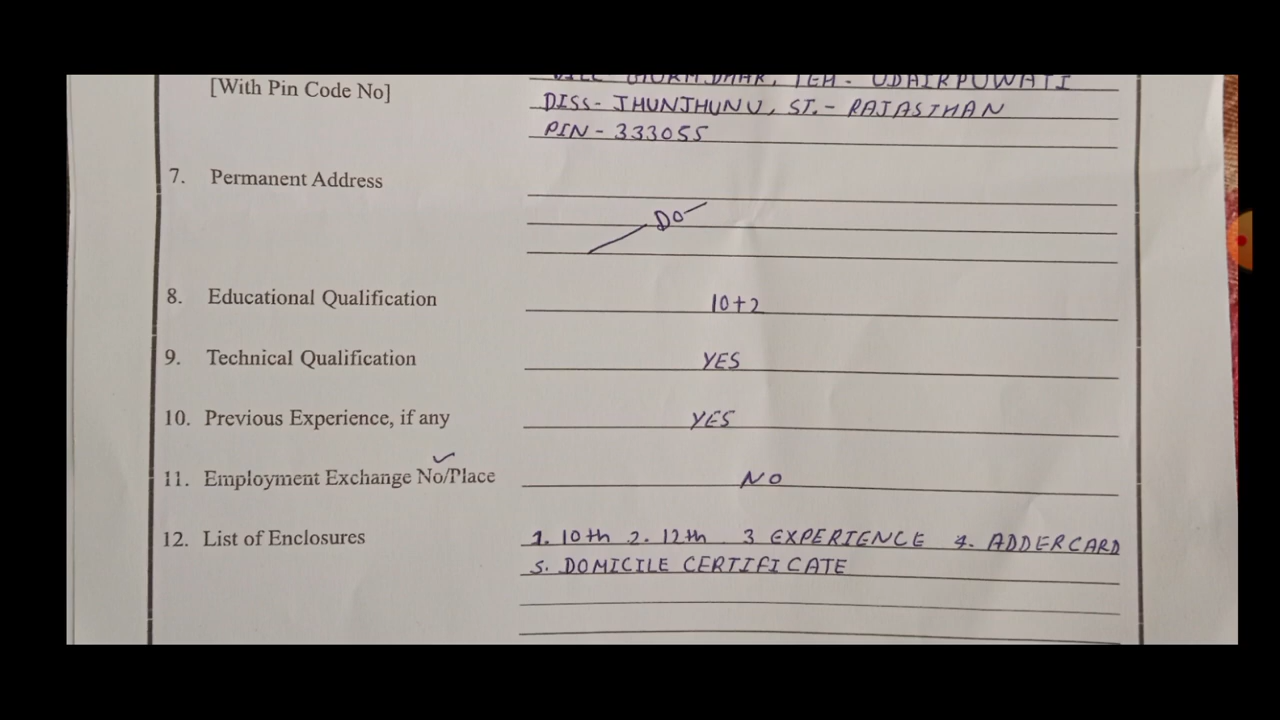 [With Pin Code No]
TEH - UDAIRPUWATI
DISS- JHUNJHUNU, ST.- RAJASTHAN
PIN - 333055
7. Permanent Address
DO
8. Educational Qualification 10+2
9. Technical Qualification YES
10. Previous Experience, if any YES
11. Employment Exchange No/Place NO
12. List of Enclosures 1. 10th 2. 12th 3 EXPERIENCE 4. ADDERCARD
5. DOMICILE CERTIFICATE